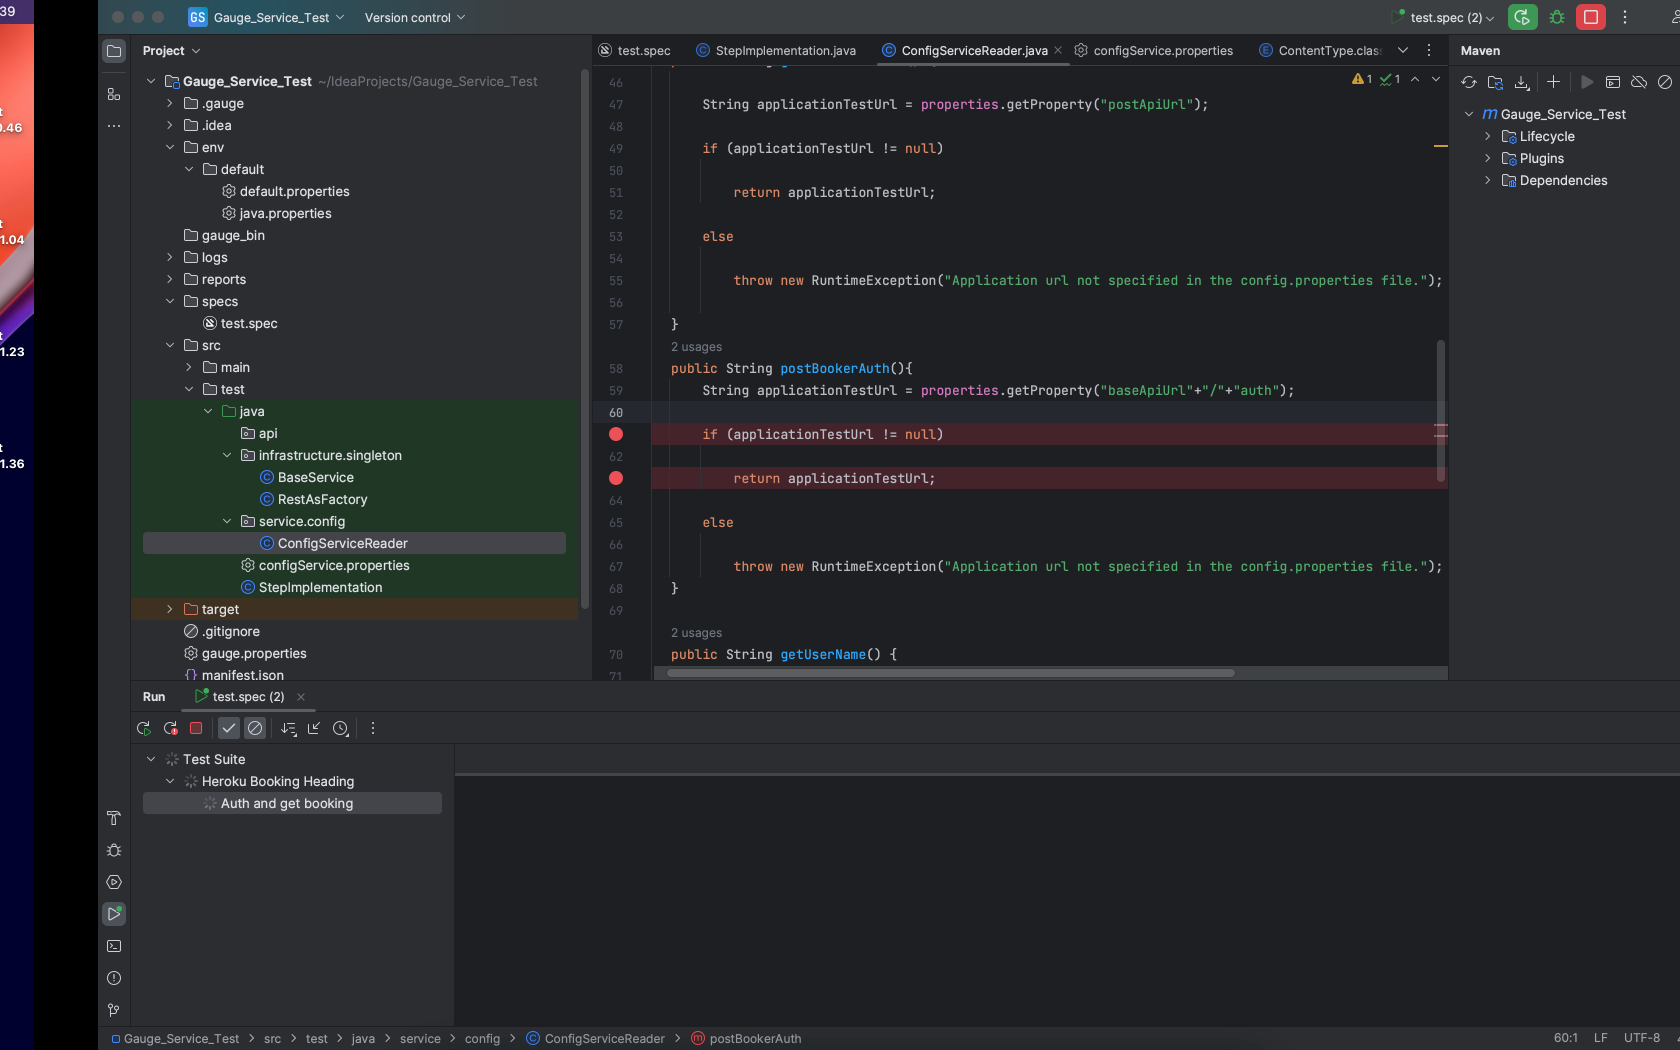 39
0.46
1.04
1.23
1.36
GS Gauge_Service_Test Version control test.spec (2)
Project
Gauge_Service_Test ~/IdeaProjects/Gauge_Service_Test
.gauge
.idea
env
default
default.properties
java.properties
gauge_bin
logs
reports
specs
test.spec
src
main
test
java
api
infrastructure.singleton
BaseService
RestAsFactory
service.config
ConfigServiceReader
configService.properties
StepImplementation
target
.gitignore
gauge.properties
manifest.json
test.spec StepImplementation.java ConfigServiceReader.java configService.properties ContentType.clas
1 1
46
47 String applicationTestUrl = properties.getProperty("postApiUrl");
48
49 if (applicationTestUrl != null)
50
51 return applicationTestUrl;
52
53 else
54
55 throw new RuntimeException("Application url not specified in the config.properties file.");
56
57 }
2 usages
58 public String postBookerAuth(){
59 String applicationTestUrl = properties.getProperty("baseApiUrl"+"/"+"auth");
60
if (applicationTestUrl != null)
62
return applicationTestUrl;
64
65 else
66
67 throw new RuntimeException("Application url not specified in the config.properties file.");
68 }
69
2 usages
70 public String getUserName() {
71
Maven
m Gauge_Service_Test
Lifecycle
Plugins
Dependencies
Run test.spec (2)
Test Suite
Heroku Booking Heading
Auth and get booking
Gauge_Service_Test > src > test > java > service > config > ConfigServiceReader > postBookerAuth 60:1 LF UTF-8